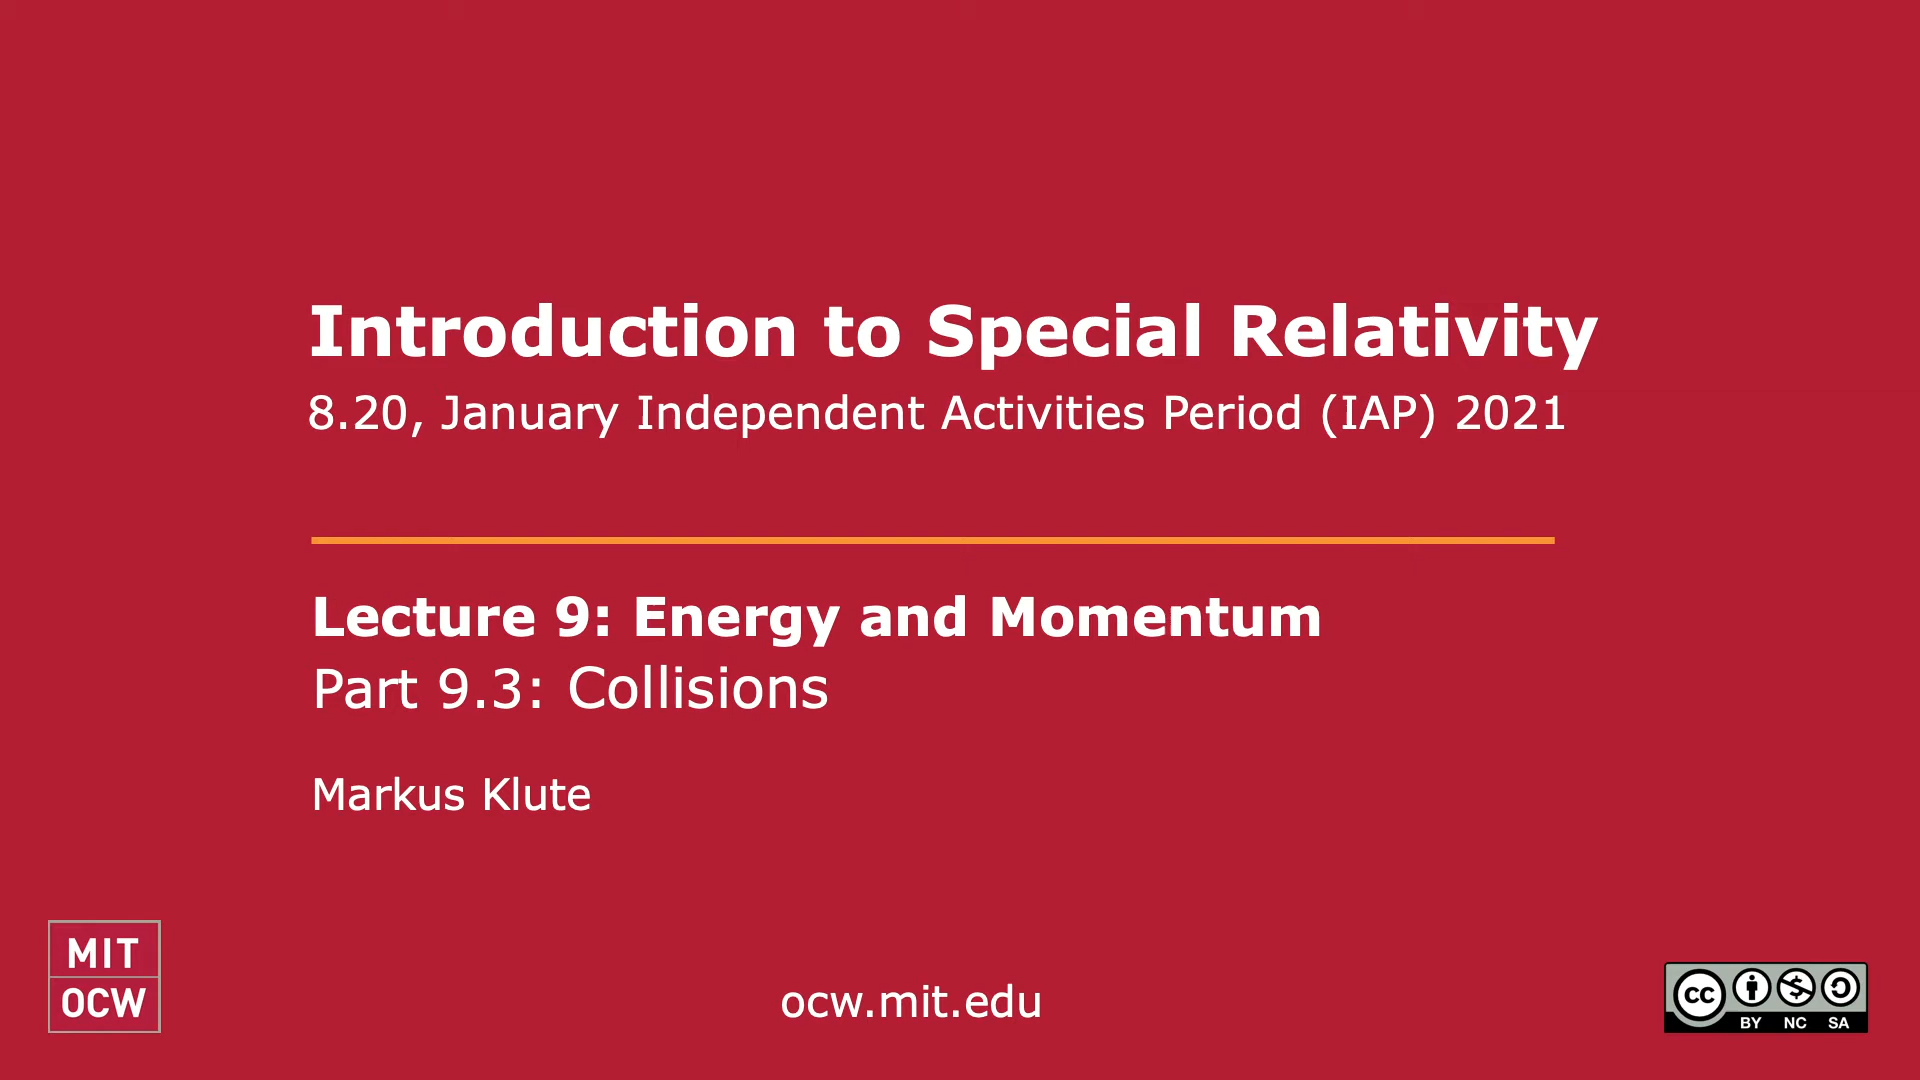 Introduction to Special Relativity
8.20, January Independent Activities Period (IAP) 2021
Lecture 9: Energy and Momentum
Part 9.3: Collisions
Markus Klute
MIT
OCW
ocw.mit.edu
cc
BY NC SA